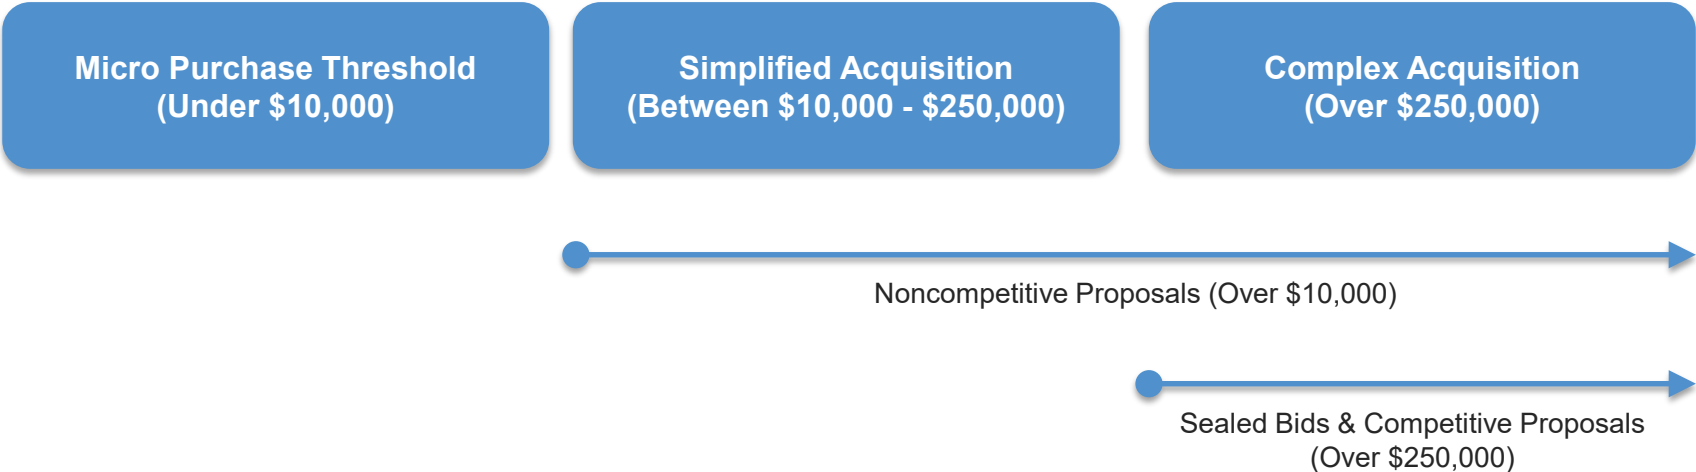 Micro Purchase Threshold
(Under $10,000)
Simplified Acquisition
(Between $10,000 - $250,000)
Complex Acquisition
(Over $250,000)
Noncompetitive Proposals (Over $10,000)
Sealed Bids & Competitive Proposals
(Over $250,000)